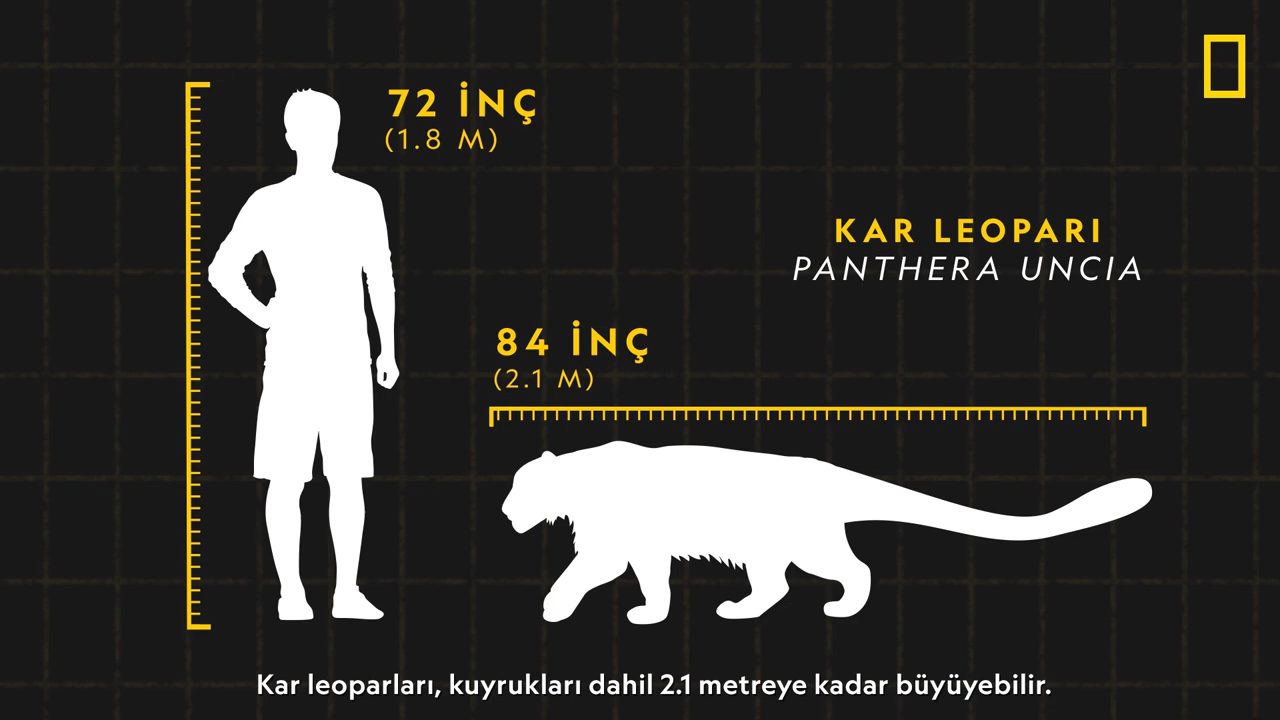 72 İNÇ
(1.8 M)
KAR LEOPARI
PANTHERA UNCIA
84 İNÇ
(2.1 M)
Kar leoparları, kuyrukları dahil 2.1 metreye kadar büyüyebilir.